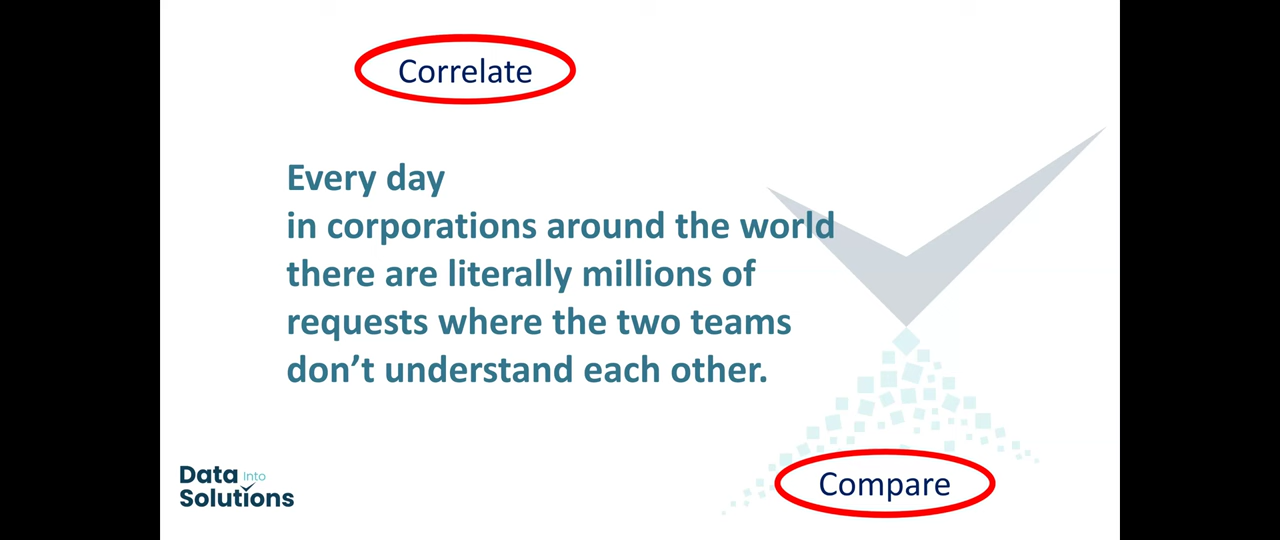 Correlate
Every day
in corporations around the world
there are literally millions of
requests where the two teams
don’t understand each other.
Data Into
Solutions
Compare